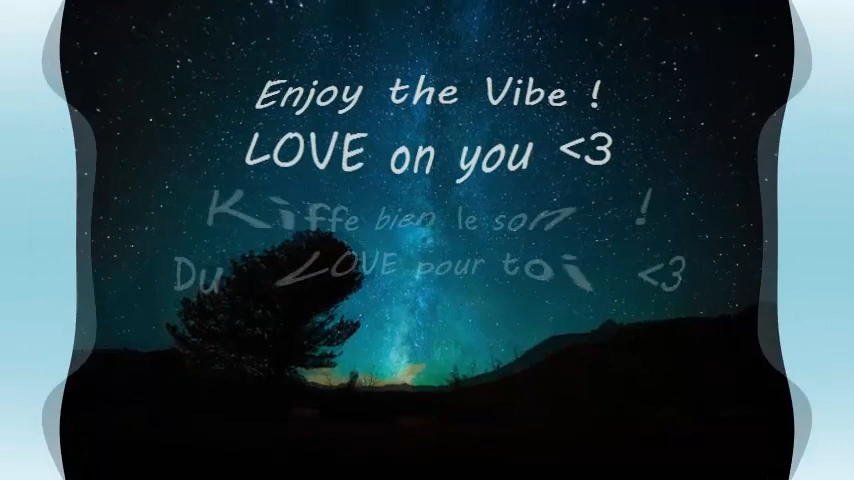 Enjoy the Vibe !
LOVE on you <3
Kiffe bien le son !
Du LOVE pour toi <3